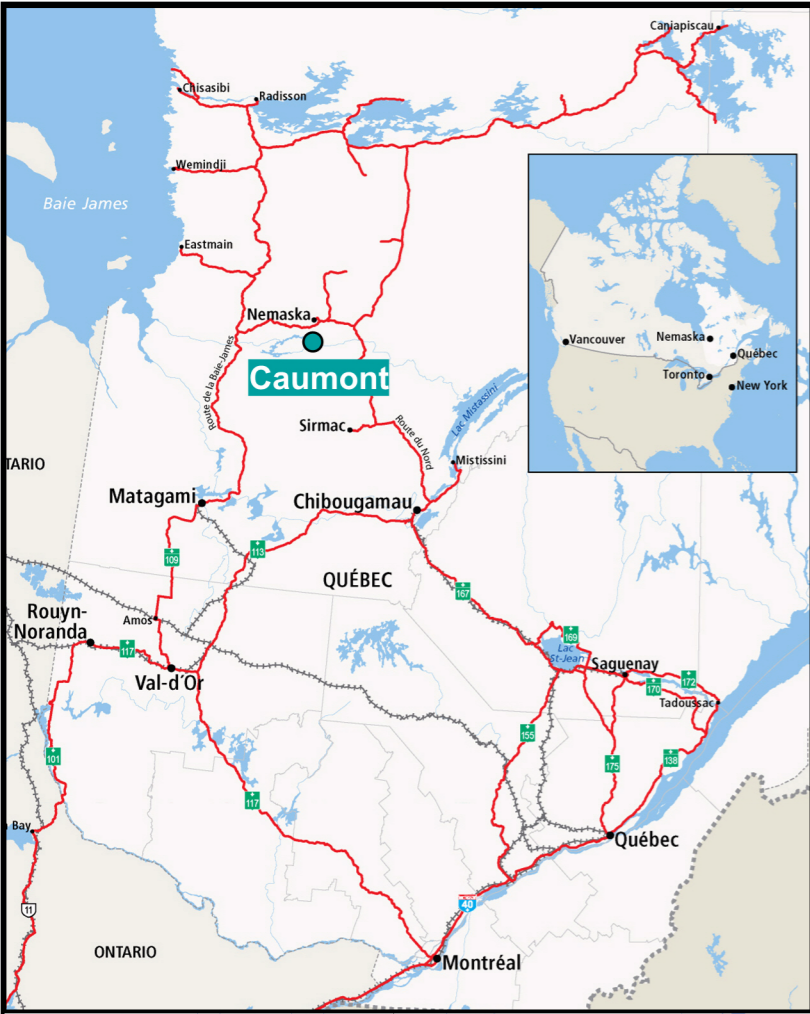 Caniapiscau
Chisasibi
Radisson
Wemindji
Baie James
Eastmain
Nemaska
Caumont
Route de la Baie-James
Sirmac
Route du Nord
Lac Mistassini
Mistissini
Vancouver
Nemaska
Québec
Toronto
New York
TARIO
Matagami
Chibougamau
109
113
QUÉBEC
167
Rouyn-
Noranda
Amos
117
Val-d'Or
169
Lac
St-Jean
Saguenay
172
170
Tadoussac
101
155
175
138
117
Bay
Québec
11
40
ONTARIO
Montréal